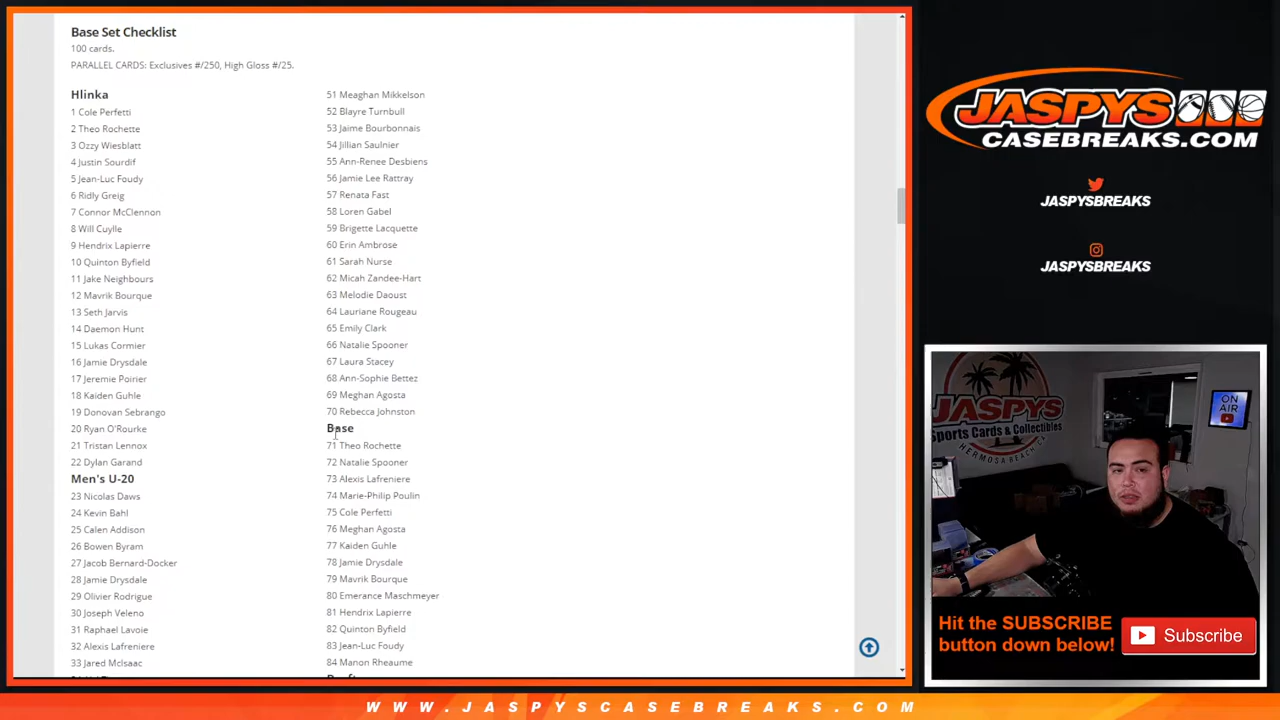 Base Set Checklist
100 cards.
PARALLEL CARDS: Exclusives #/250, High Gloss #/25.
Hlinka
1 Cole Perfetti
2 Theo Rochette
3 Ozzy Wiesblatt
4 Justin Sourdif
5 Jean-Luc Foudy
6 Ridly Greig
7 Connor McClennon
8 Will Cuylle
9 Hendrix Lapierre
10 Quinton Byfield
11 Jake Neighbours
12 Mavrik Bourque
13 Seth Jarvis
14 Daemon Hunt
15 Lukas Cormier
16 Jamie Drysdale
17 Jeremie Poirier
18 Kaiden Guhle
19 Donovan Sebrango
20 Ryan O'Rourke
21 Tristan Lennox
22 Dylan Garand
Men's U-20
23 Nicolas Daws
24 Kevin Bahl
25 Calen Addison
26 Bowen Byram
27 Jacob Bernard-Docker
28 Jamie Drysdale
29 Olivier Rodrigue
30 Joseph Veleno
31 Raphael Lavoie
32 Alexis Lafreniere
33 Jared McIsaac
51 Meaghan Mikkelson
52 Blayre Turnbull
53 Jaime Bourbonnais
54 Jillian Saulnier
55 Ann-Renee Desbiens
56 Jamie Lee Rattray
57 Renata Fast
58 Loren Gabel
59 Brigette Lacquette
60 Erin Ambrose
61 Sarah Nurse
62 Micah Zandee-Hart
63 Melodie Daoust
64 Lauriane Rougeau
65 Emily Clark
66 Natalie Spooner
67 Laura Stacey
68 Ann-Sophie Bettez
69 Meghan Agosta
70 Rebecca Johnston
Base
71 Theo Rochette
72 Natalie Spooner
73 Alexis Lafreniere
74 Marie-Philip Poulin
75 Cole Perfetti
76 Meghan Agosta
77 Kaiden Guhle
78 Jamie Drysdale
79 Mavrik Bourque
80 Emerance Maschmeyer
81 Hendrix Lapierre
82 Quinton Byfield
83 Jean-Luc Foudy
84 Manon Rheaume
JASPYS
CASEBREAKS.COM
JASPYSBREAKS
JASPYSBREAKS
JASPYS
Sports Cards & Collectibles
HERMOSA BEACH
ON
AIR
Hit the SUBSCRIBE
button down below!
Subscribe
WWW.JASPYSCASEBREAKS.COM